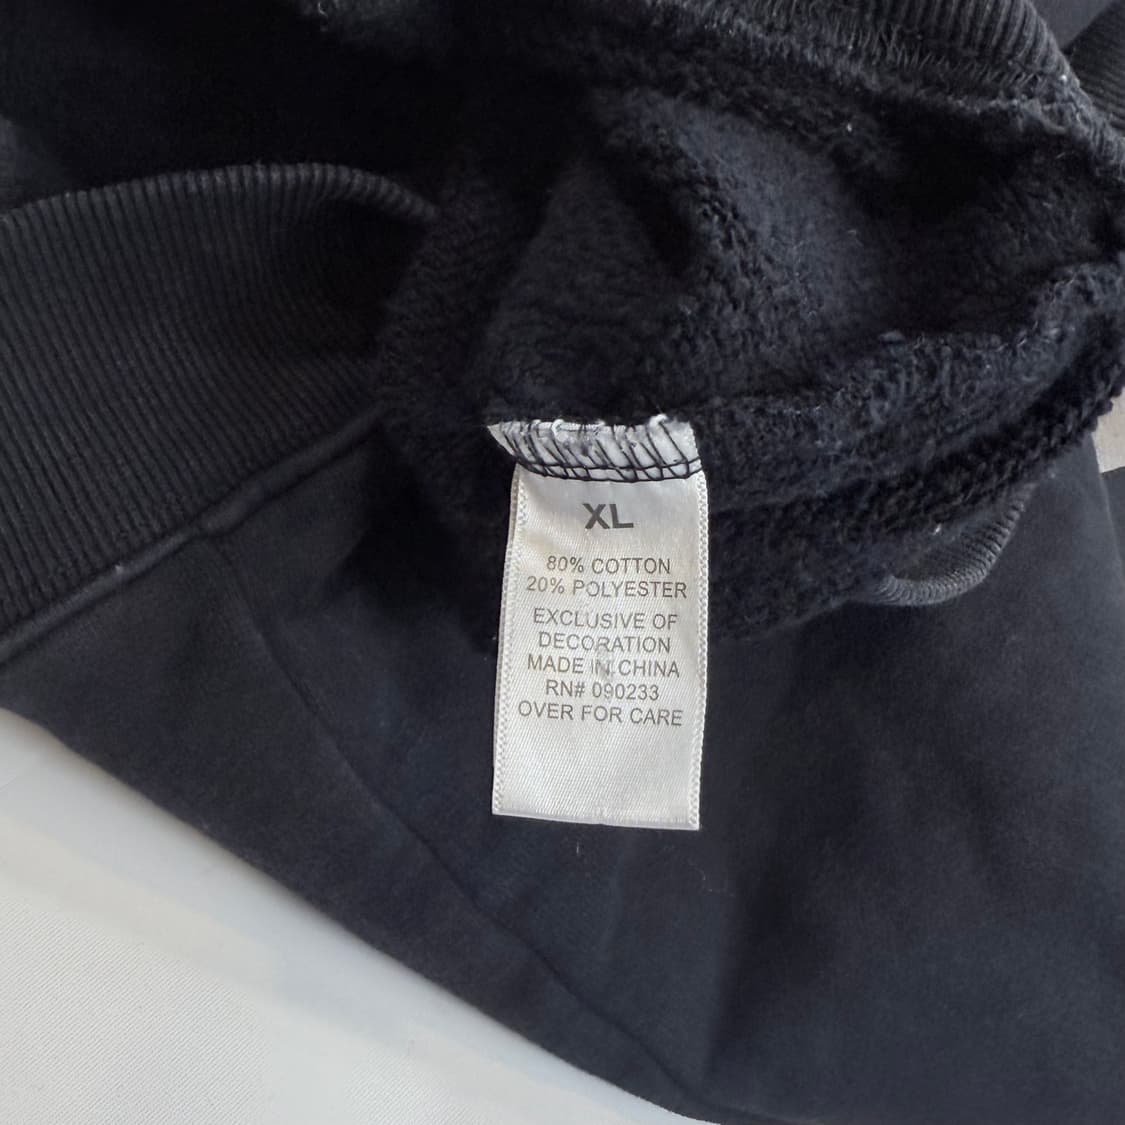 XL
80% COTTON
20% POLYESTER
EXCLUSIVE OF
DECORATION
MADE IN CHINA
RN# 090233
OVER FOR CARE